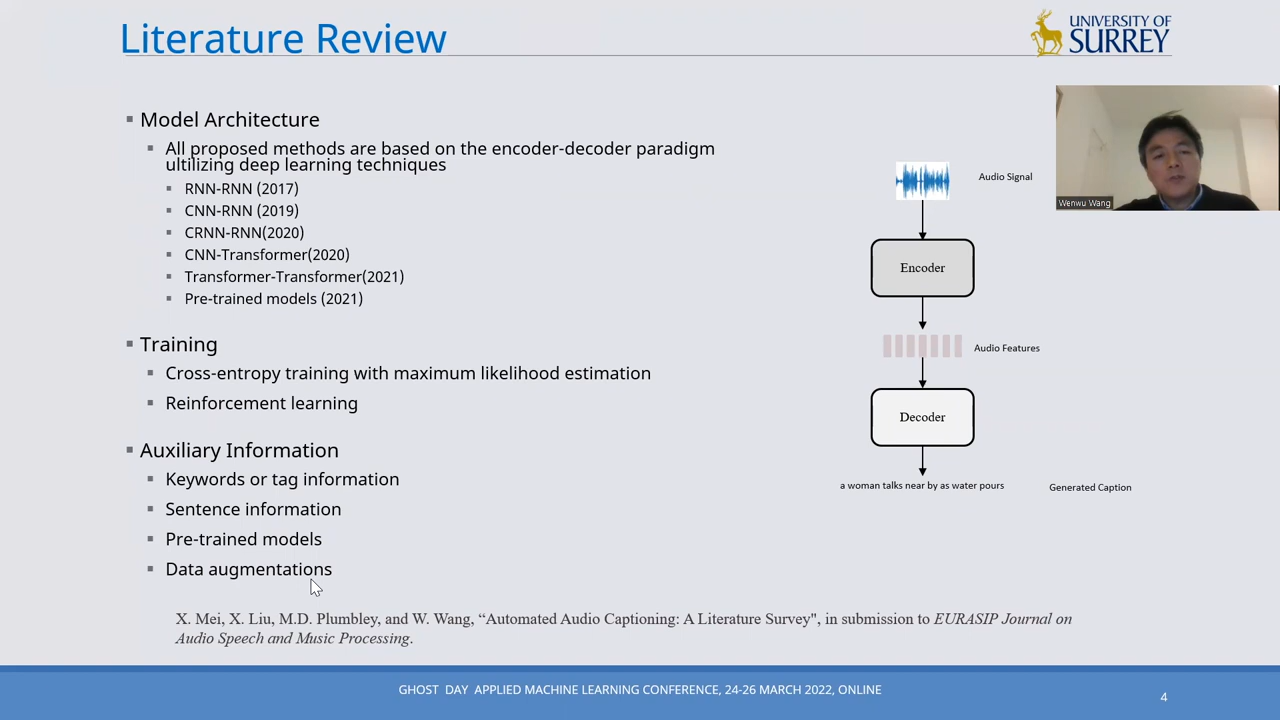 Literature Review
UNIVERSITY OF
SURREY
Model Architecture
All proposed methods are based on the encoder-decoder paradigm
ultilizing deep learning techniques
RNN-RNN (2017)
CNN-RNN (2019)
CRNN-RNN(2020)
CNN-Transformer(2020)
Transformer-Transformer(2021)
Pre-trained models (2021)
Training
Cross-entropy training with maximum likelihood estimation
Reinforcement learning
Auxiliary Information
Keywords or tag information
Sentence information
Pre-trained models
Data augmentations
Audio Signal
Encoder
Audio Features
Decoder
a woman talks near by as water pours
Generated Caption
Wenwu Wang
X. Mei, X. Liu, M.D. Plumbley, and W. Wang, “Automated Audio Captioning: A Literature Survey", in submission to EURASIP Journal on
Audio Speech and Music Processing.
GHOST DAY APPLIED MACHINE LEARNING CONFERENCE, 24-26 MARCH 2022, ONLINE
4